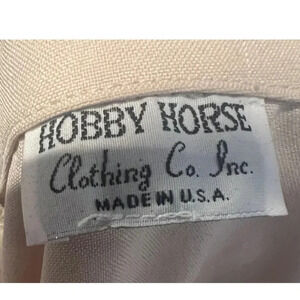 HOBBY HORSE
Clothing Co. Inc.
MADE IN U.S.A.